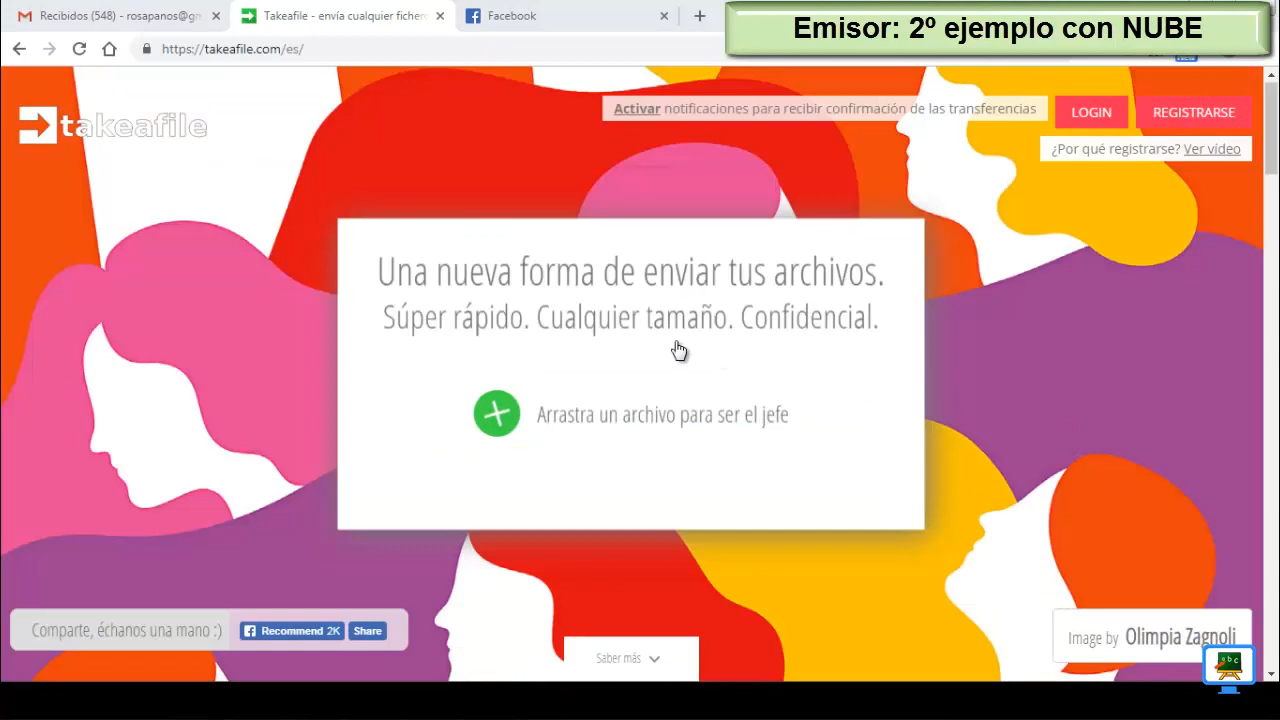 Recibidos (548) - rosapanos@gm
Takeafile - envía cualquier fichero
Facebook
Emisor: 2º ejemplo con NUBE
https://takeafile.com/es/
takeafile
Activar notificaciones para recibir confirmación de las transferencias
LOGIN
REGISTRARSE
¿Por qué registrarse? Ver vídeo
Una nueva forma de enviar tus archivos.
Súper rápido. Cualquier tamaño. Confidencial.
Arrastra un archivo para ser el jefe
Comparte, échanos una mano :)
Recommend 2K
Share
Image by Olimpia Zagnoli
Saber más
abc